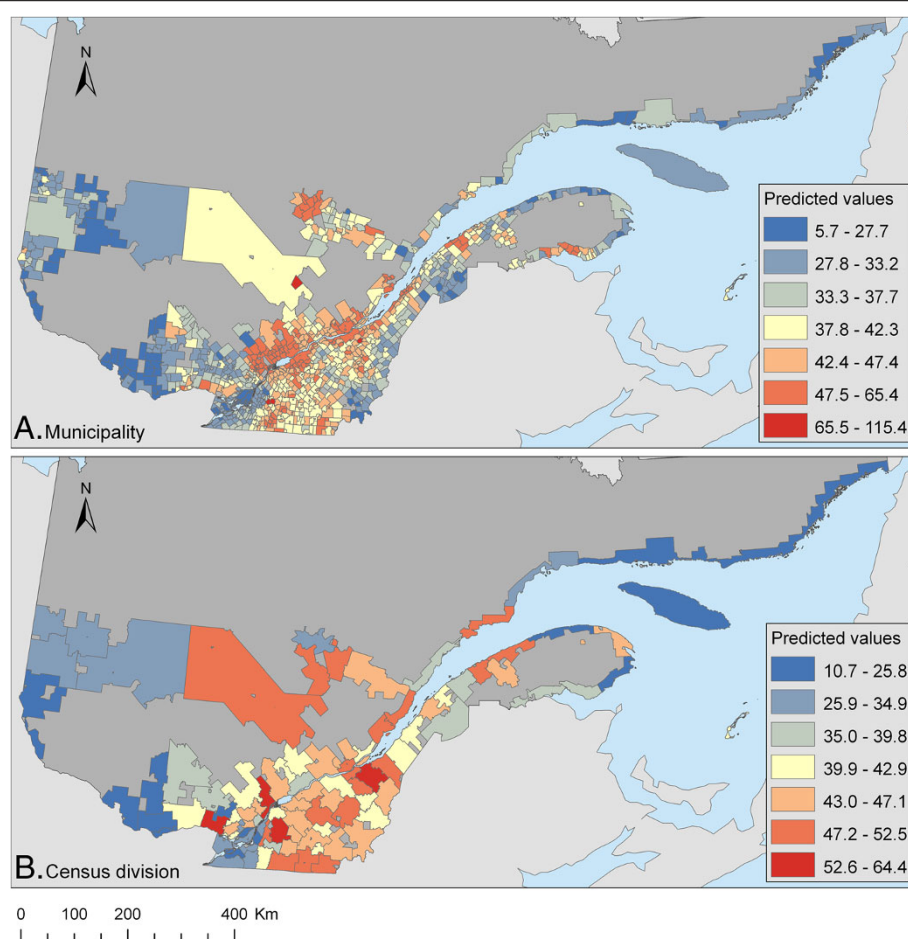 N
Predicted values
5.7 - 27.7
27.8 - 33.2
33.3 - 37.7
37.8 - 42.3
42.4 - 47.4
47.5 - 65.4
65.5 - 115.4
A. Municipality
N
Predicted values
10.7 - 25.8
25.9 - 34.9
35.0 - 39.8
39.9 - 42.9
43.0 - 47.1
47.2 - 52.5
52.6 - 64.4
B. Census division
0 100 200 400 Km